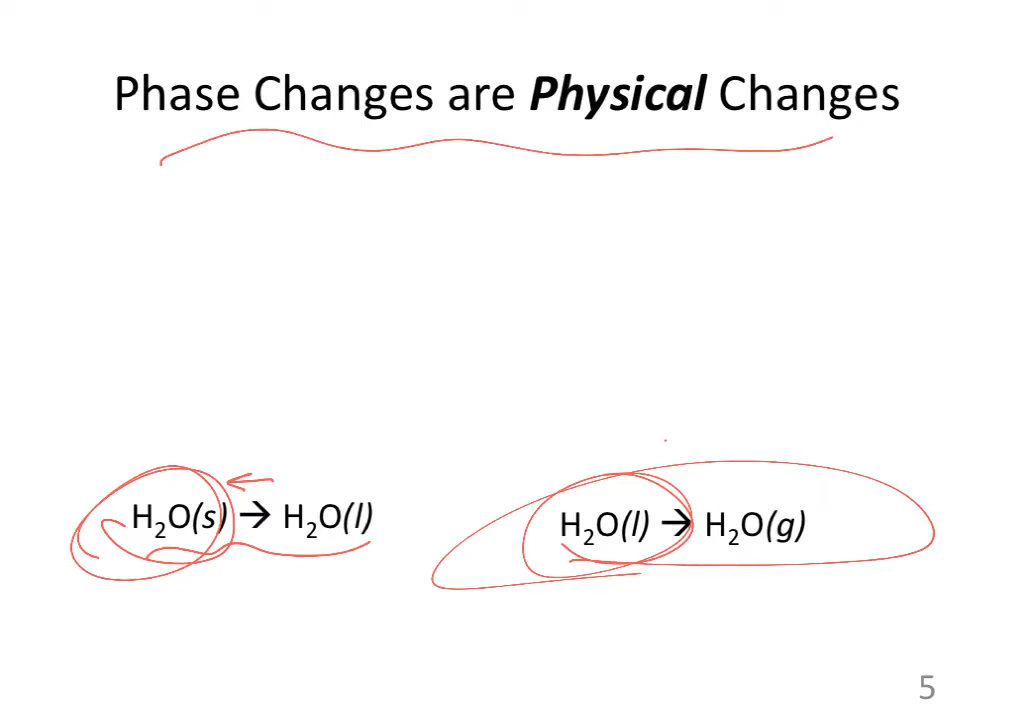 Phase Changes are Physical Changes
H₂O(s) → H₂O(l)
H₂O(l) → H₂O(g)
5